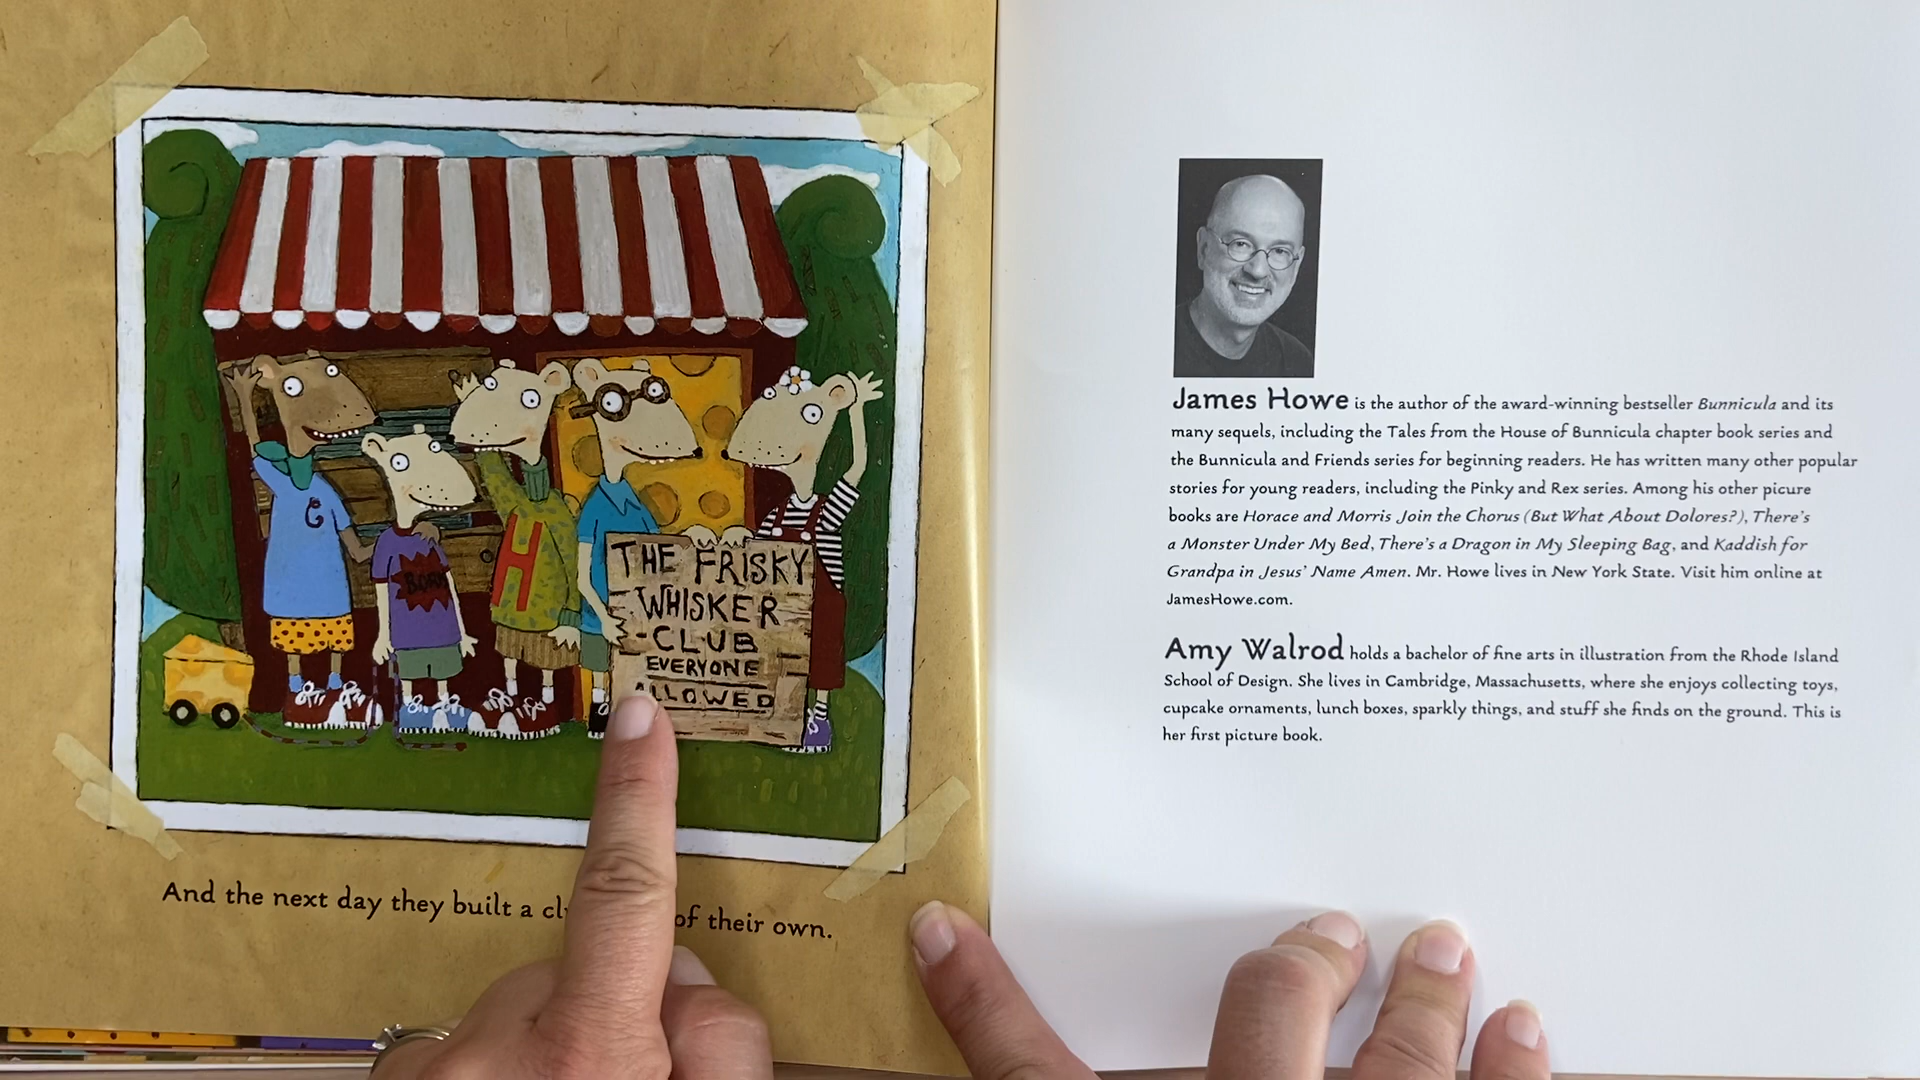 C
H
THE FRISKY
WHISKER
-CLUB
EVERYONE
ALLOWED
And the next day they built a of their own.
James Howe is the author of the award-winning bestseller Bunnicula and its
many sequels, including the Tales from the House of Bunnicula chapter book series and
the Bunnicula and Friends series for beginning readers. He has written many other popular
stories for young readers, including the Pinky and Rex series. Among his other picure
books are Horace and Morris Join the Chorus (But What About Dolores?), There's
a Monster Under My Bed, There's a Dragon in My Sleeping Bag, and Kaddish for
Grandpa in Jesus' Name Amen. Mr. Howe lives in New York State. Visit him online at
JamesHowe.com.
Amy Walrod holds a bachelor of fine arts in illustration from the Rhode Island
School of Design. She lives in Cambridge, Massachusetts, where she enjoys collecting toys,
cupcake ornaments, lunch boxes, sparkly things, and stuff she finds on the ground. This is
her first picture book.